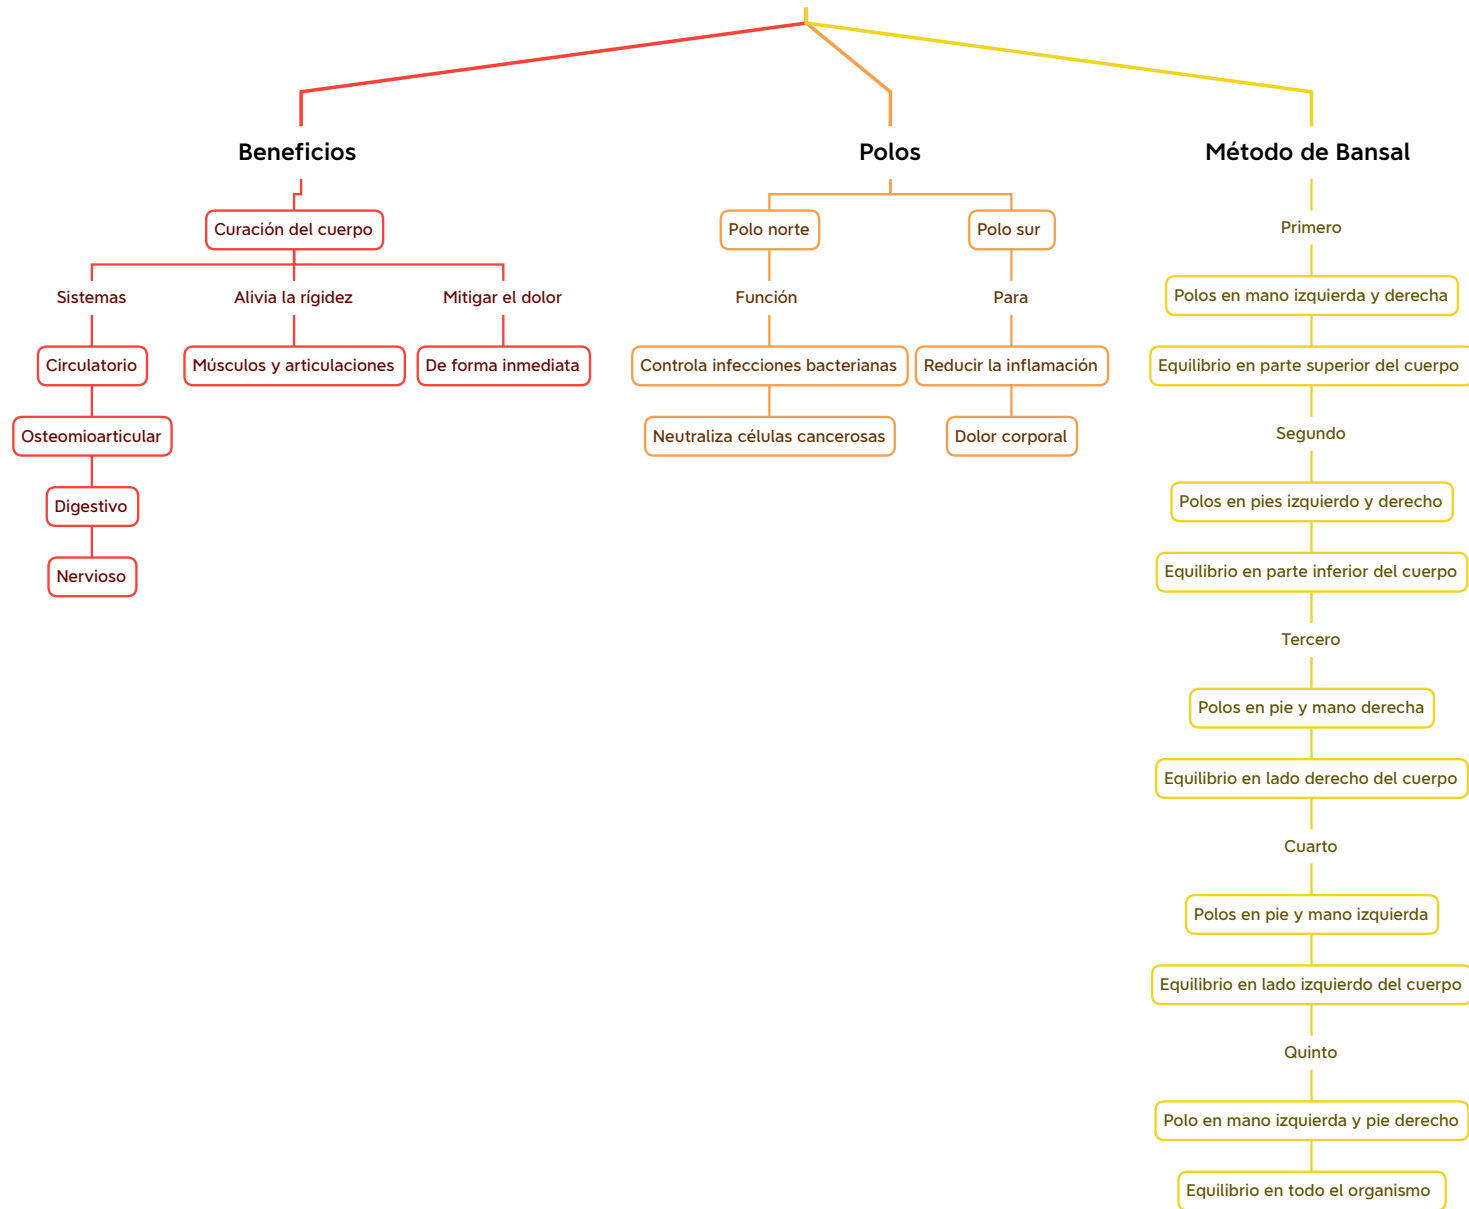 Beneficios
Curación del cuerpo
Sistemas
Circulatorio
Osteomioarticular
Digestivo
Nervioso
Alivia la rígidez
Músculos y articulaciones
Mitigar el dolor
De forma inmediata
Polos
Polo norte
Función
Controla infecciones bacterianas
Neutraliza células cancerosas
Polo sur
Para
Reducir la inflamación
Dolor corporal
Método de Bansal
Primero
Polos en mano izquierda y derecha
Equilibrio en parte superior del cuerpo
Segundo
Polos en pies izquierdo y derecho
Equilibrio en parte inferior del cuerpo
Tercero
Polos en pie y mano derecha
Equilibrio en lado derecho del cuerpo
Cuarto
Polos en pie y mano izquierda
Equilibrio en lado izquierdo del cuerpo
Quinto
Polo en mano izquierda y pie derecho
Equilibrio en todo el organismo